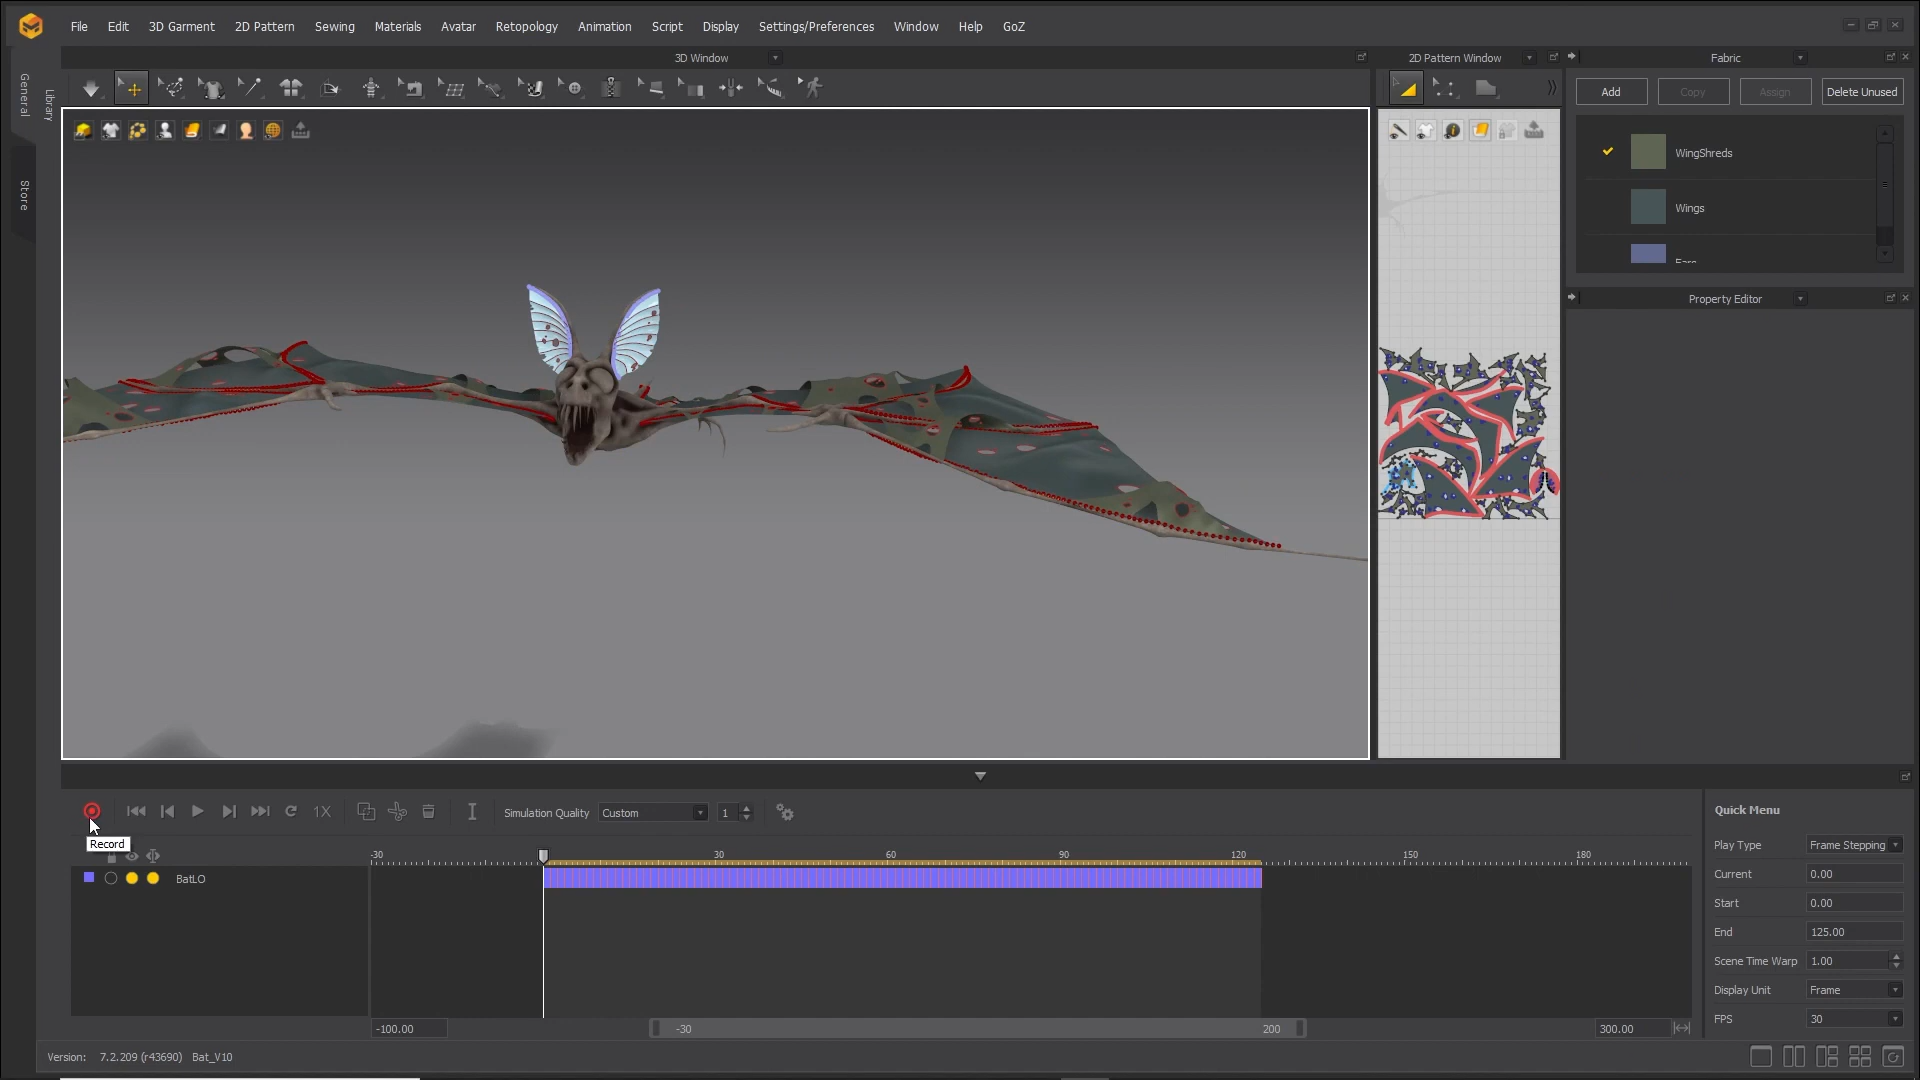 File Edit 3D Garment 2D Pattern Sewing Materials Avatar Retopology Animation Script Display Settings/Preferences Window Help GoZ
General
Library
Store
3D Window
2D Pattern Window
Fabric
Add Copy Assign Delete Unused
WingShreds
Wings
Ears
Property Editor
1X
Simulation Quality Custom 1
Record
-30 30 60 90 120 150 180
BatLO
-100.00 -30 200 300.00
Quick Menu
Play Type Frame Stepping
Current 0.00
Start 0.00
End 125.00
Scene Time Warp 1.00
Display Unit Frame
FPS 30
Version: 7.2.209 (r43690) Bat_V10